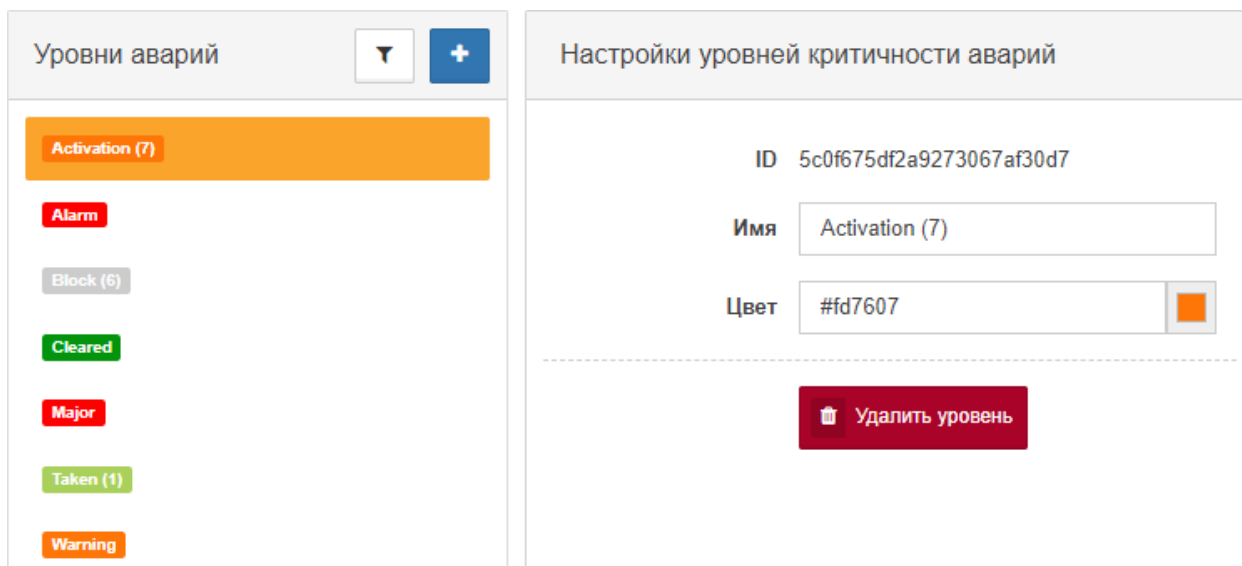 Уровни аварий
Activation (7)
Alarm
Block (6)
Cleared
Major
Taken (1)
Warning
Настройки уровней критичности аварий
ID 5c0f675df2a9273067af30d7
Имя Activation (7)
Цвет #fd7607
Удалить уровень